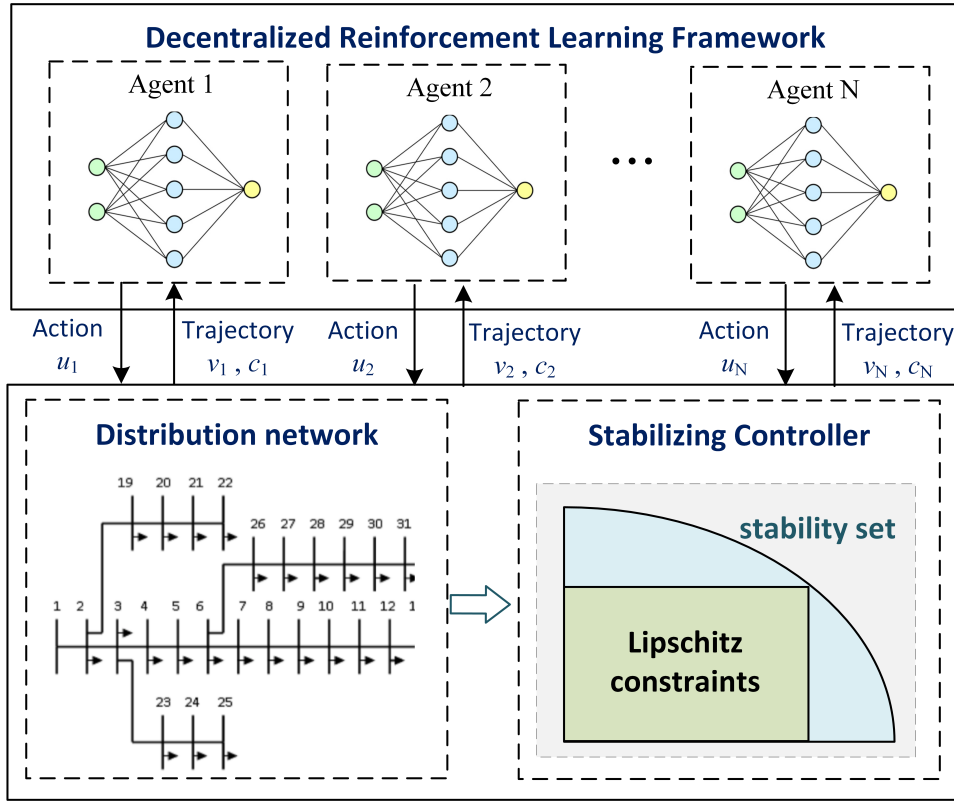 Decentralized Reinforcement Learning Framework
Agent 1
Agent 2
Agent N
...
Action
u1
Trajectory
v1 , c1
Action
u2
Trajectory
v2 , c2
Action
uN
Trajectory
vN , cN
Distribution network
19 20 21 22
26 27 28 29 30 31
1 2 3 4 5 6 7 8 9 10 11 12 1
23 24 25
Stabilizing Controller
stability set
Lipschitz
constraints